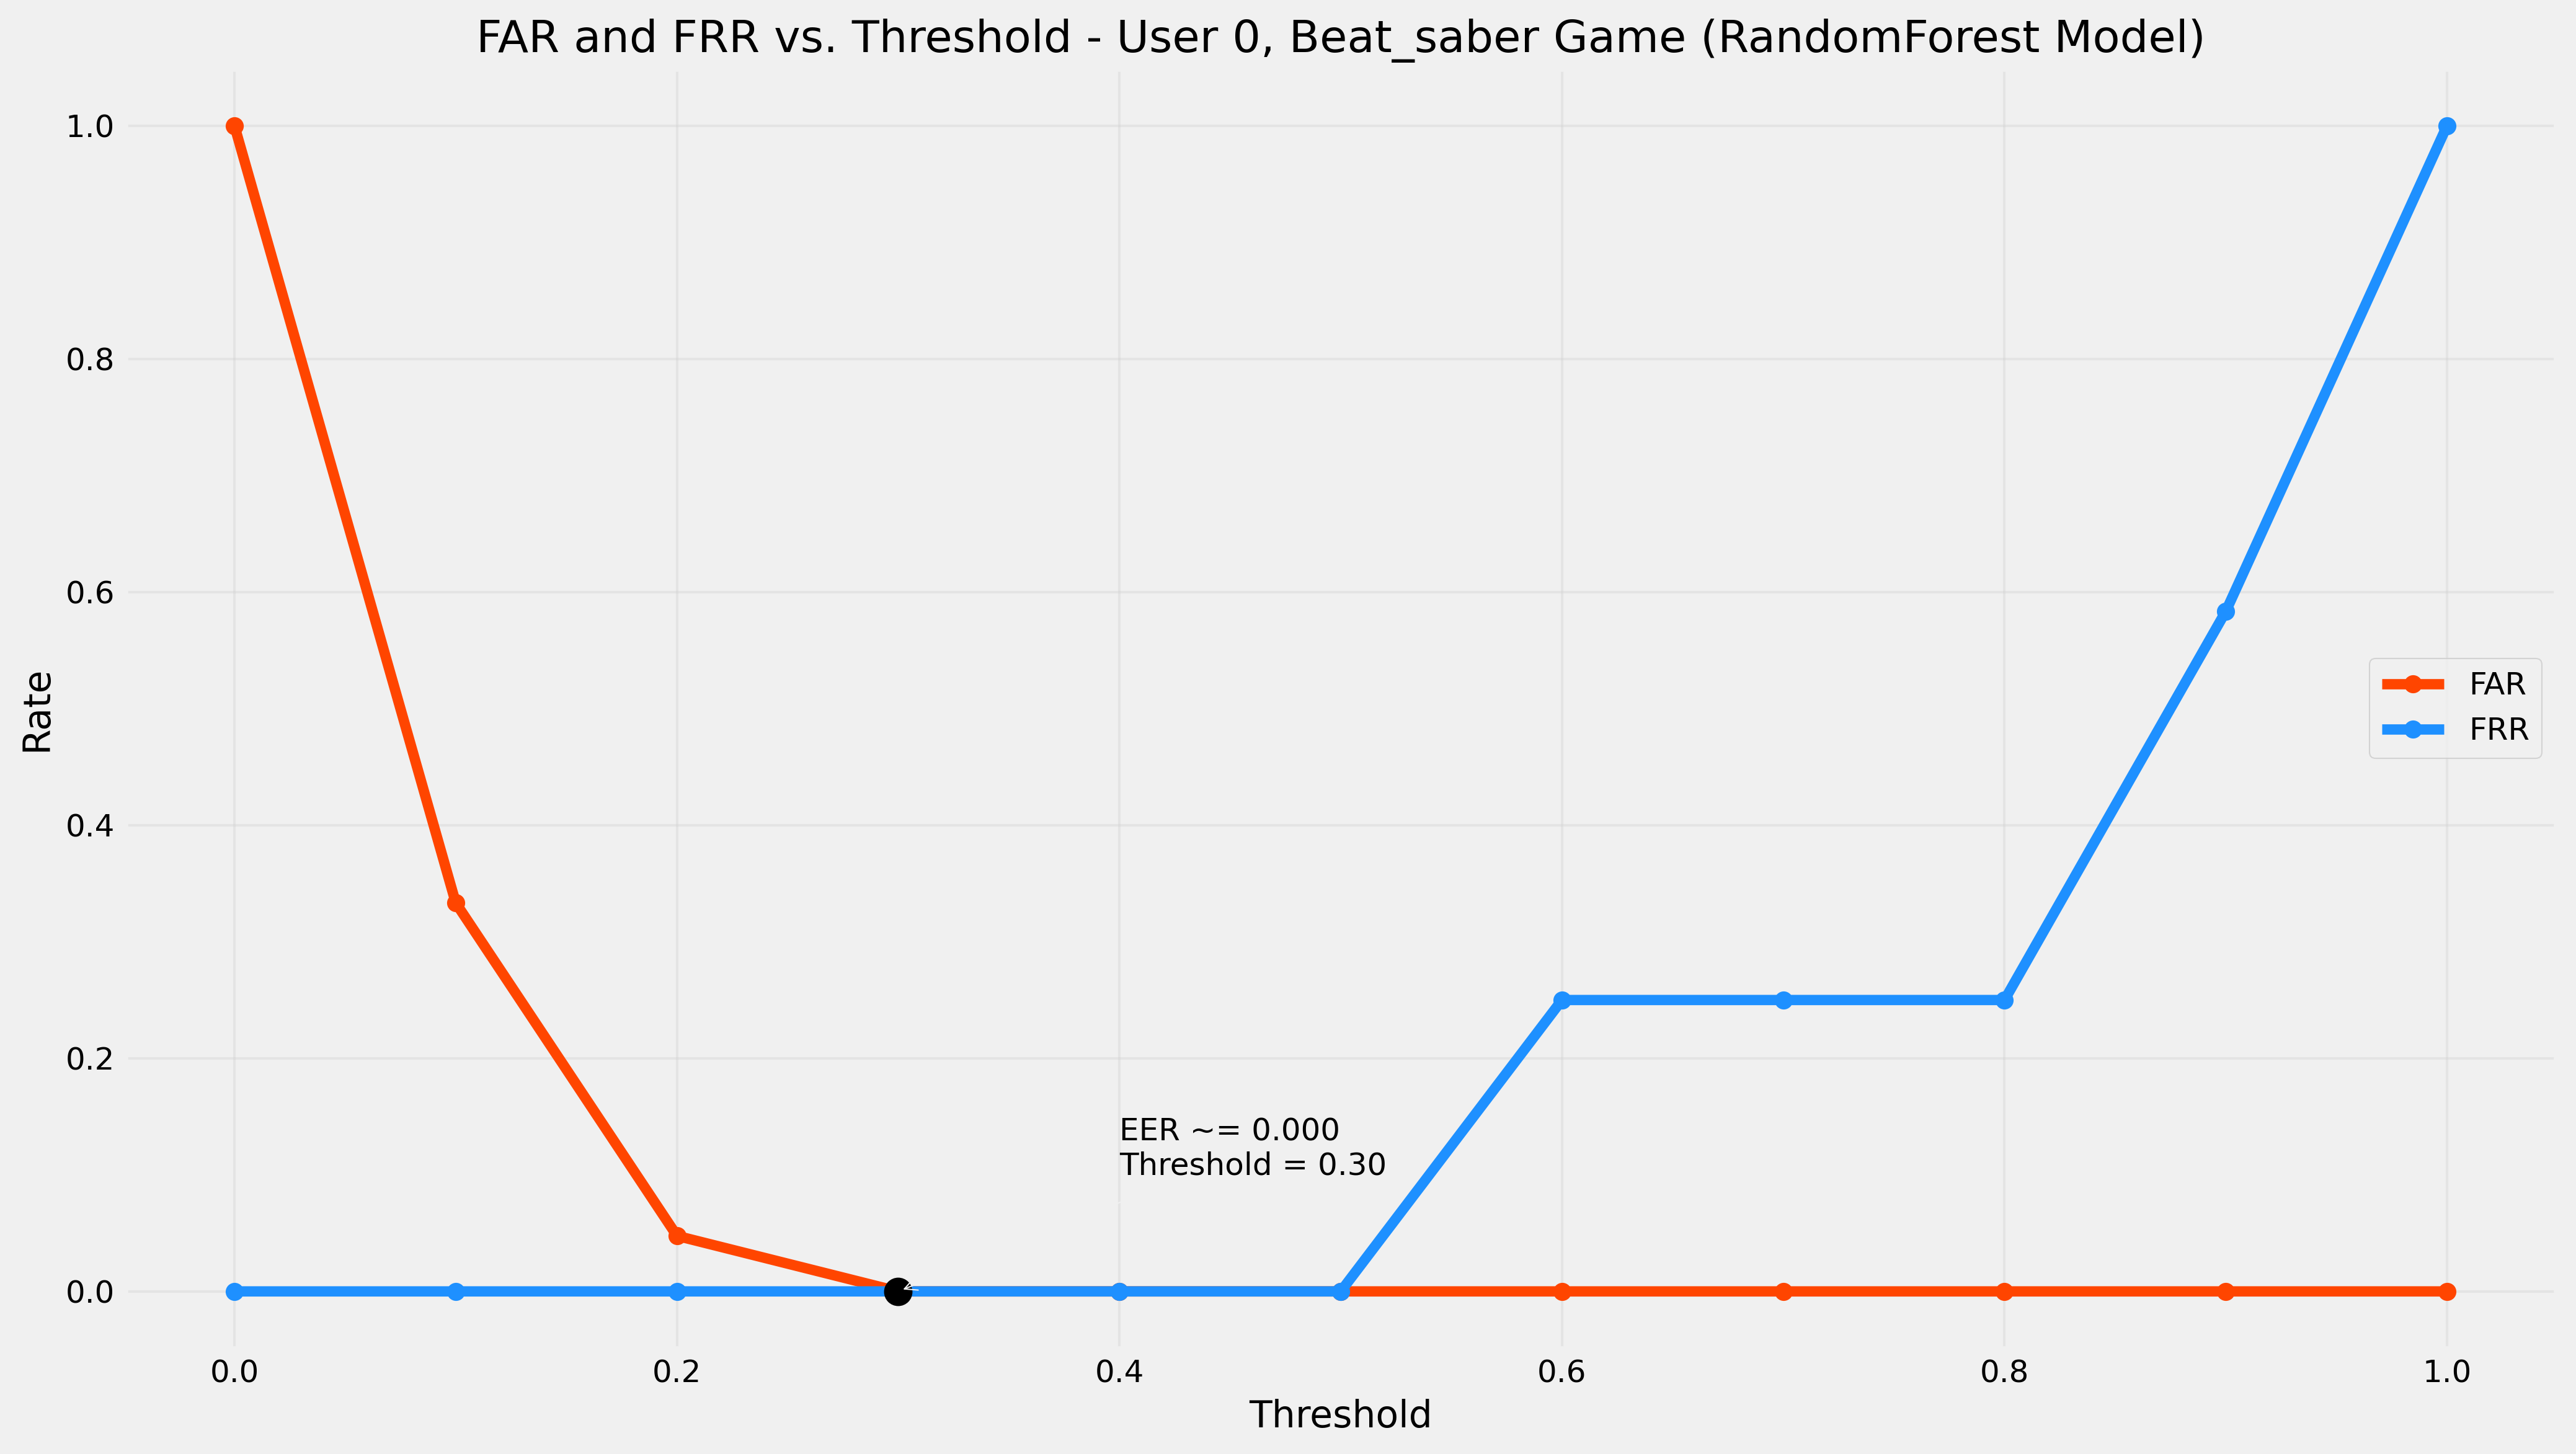 FAR and FRR vs. Threshold - User 0, Beat_saber Game (RandomForest Model)
1.0
0.8
0.6
0.4
0.2
0.0
Rate
FAR
FRR
EER ~= 0.000
Threshold = 0.30
0.0 0.2 0.4 0.6 0.8 1.0
Threshold